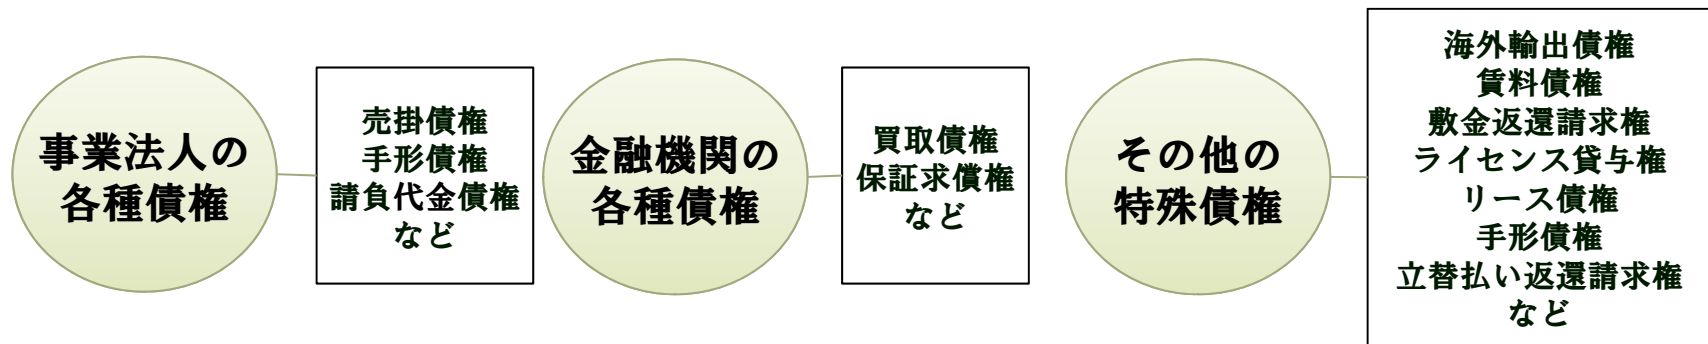 事業法人の
各種債権
売掛債権
手形債権
請負代金債権
など
金融機関の
各種債権
買取債権
保証求償権
など
その他の
特殊債権
海外輸出債権
賃料債権
敷金返還請求権
ライセンス貸与権
リース債権
手形債権
立替払い返還請求権
など